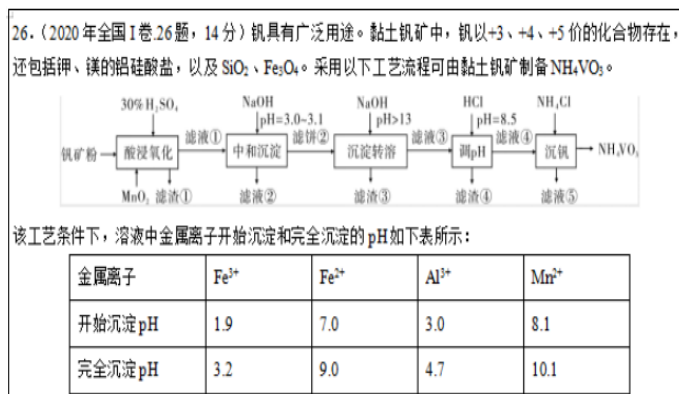 26.（2020年全国I卷.26题，14分）钒具有广泛用途。黏土钒矿中，钒以+3、+4、+5价的化合物存在，
还包括钾、镁的铝硅酸盐，以及SiO₂、Fe₃O₄。采用以下工艺流程可由黏土钒矿制备NH₄VO₃。
30%H₂SO₄ NaOH NaOH HCl NH₄Cl
pH=3.0~3.1 pH>13 pH=8.5
钒矿粉 酸浸氧化 滤液① 中和沉淀 滤饼② 沉淀转溶 滤液③ 调pH 滤液④ 沉钒 NH₄VO₃
MnO₂ 滤渣① 滤液② 滤渣③ 滤渣④ 滤液⑤
该工艺条件下，溶液中金属离子开始沉淀和完全沉淀的pH如下表所示：
金属离子 Fe³⁺ Fe²⁺ Al³⁺ Mn²⁺
开始沉淀pH 1.9 7.0 3.0 8.1
完全沉淀pH 3.2 9.0 4.7 10.1